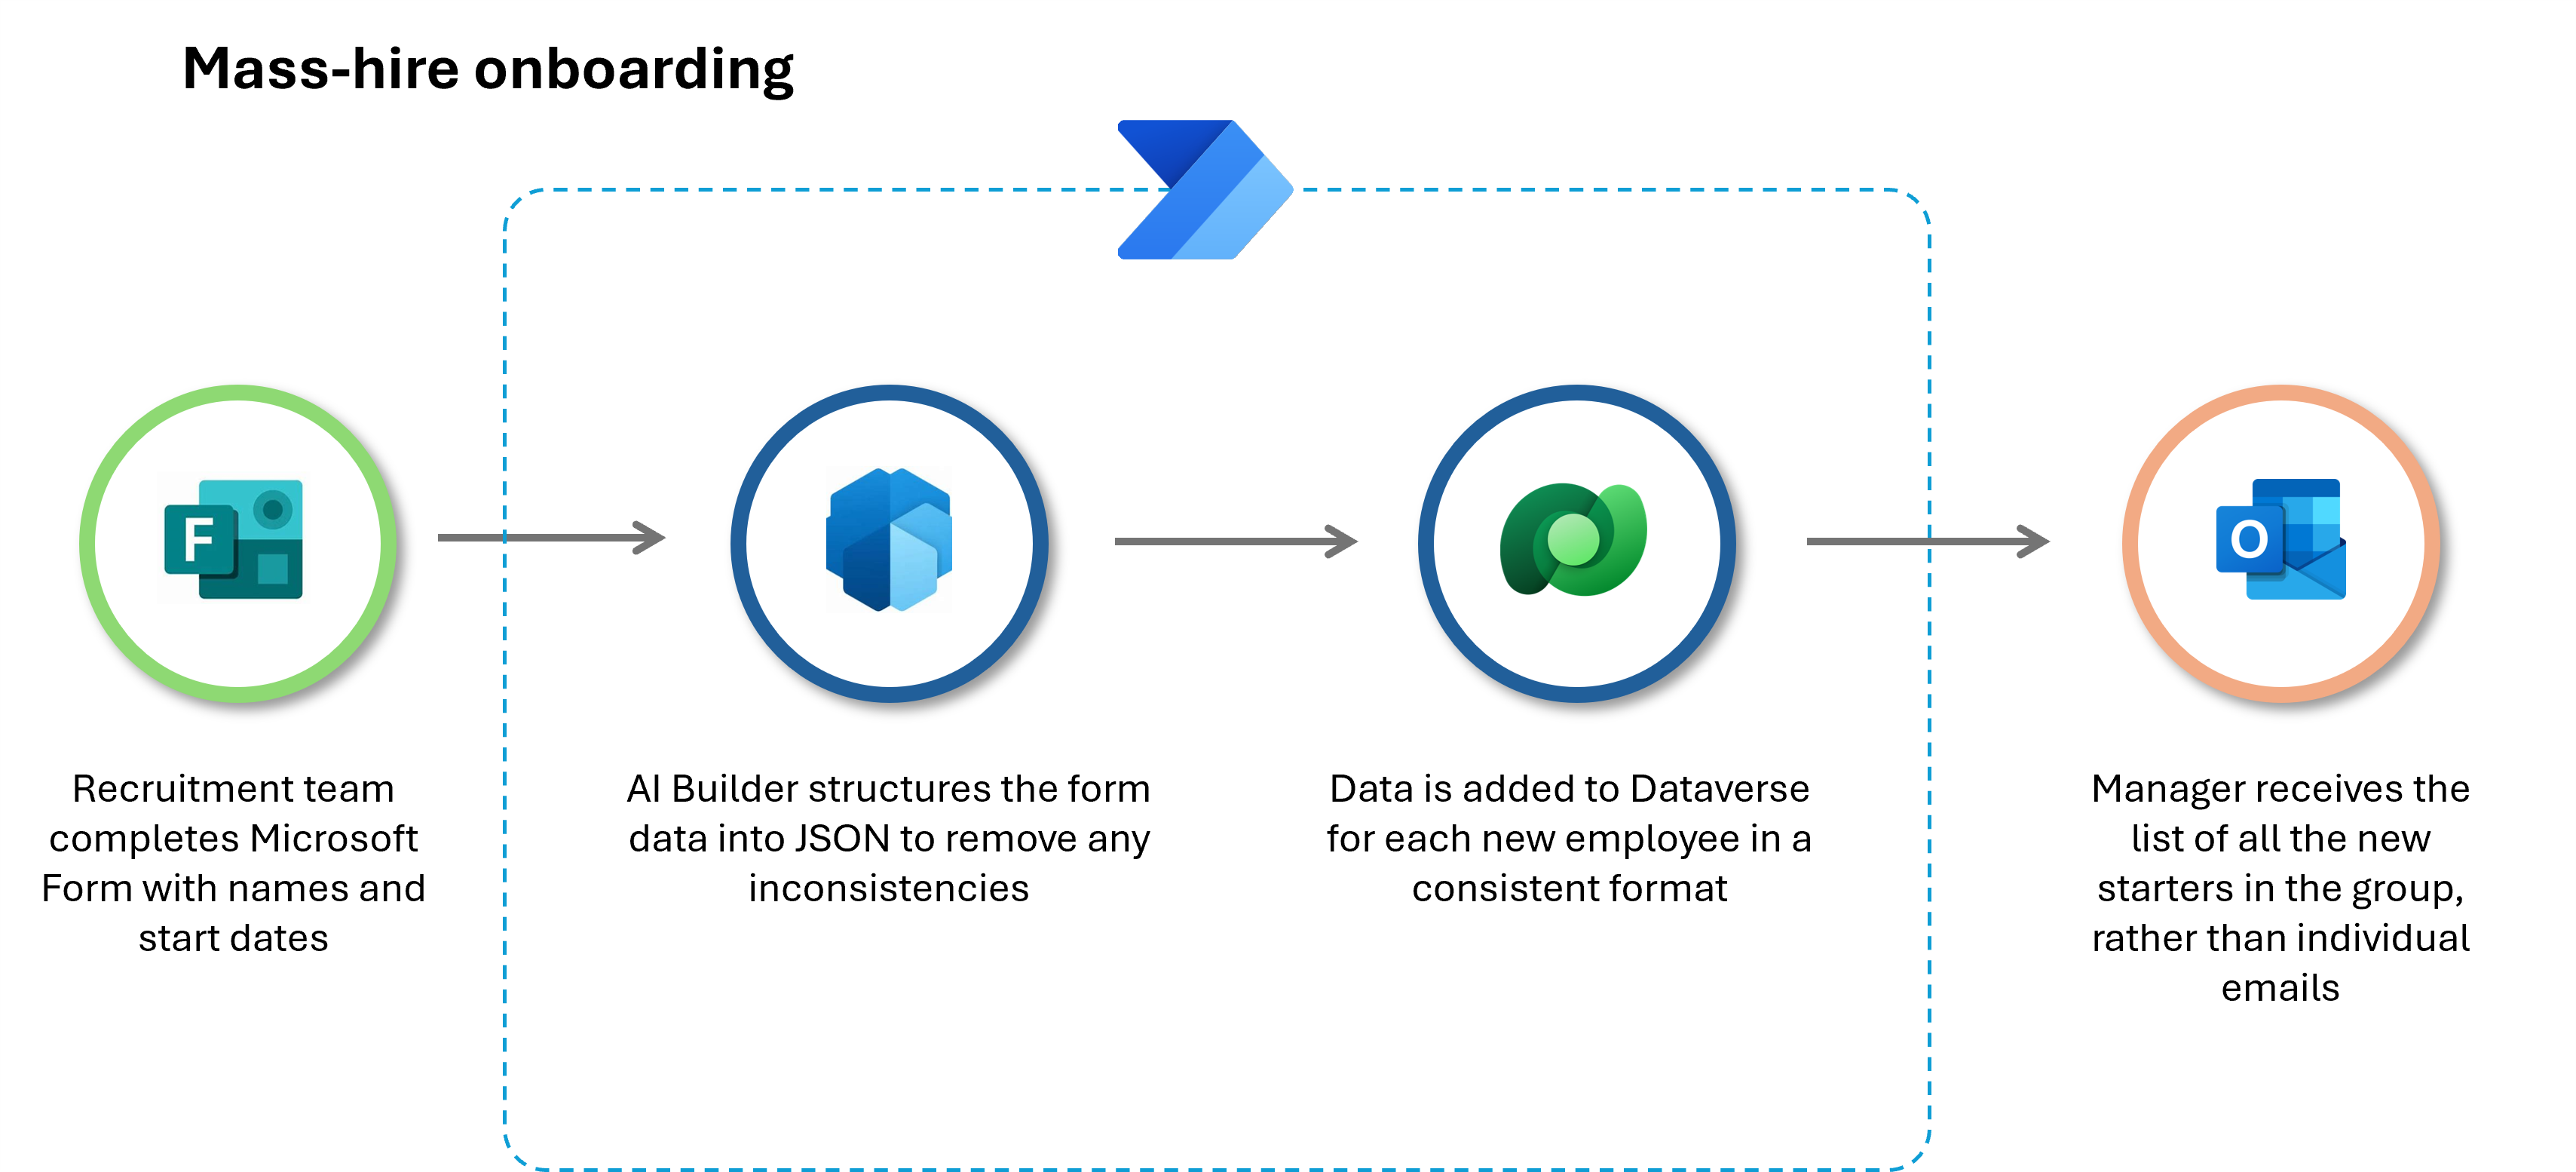 Mass-hire onboarding
F
O
Recruitment team
completes Microsoft
Form with names and
start dates
AI Builder structures the form
data into JSON to remove any
inconsistencies
Data is added to Dataverse
for each new employee in a
consistent format
Manager receives the
list of all the new
starters in the group,
rather than individual
emails